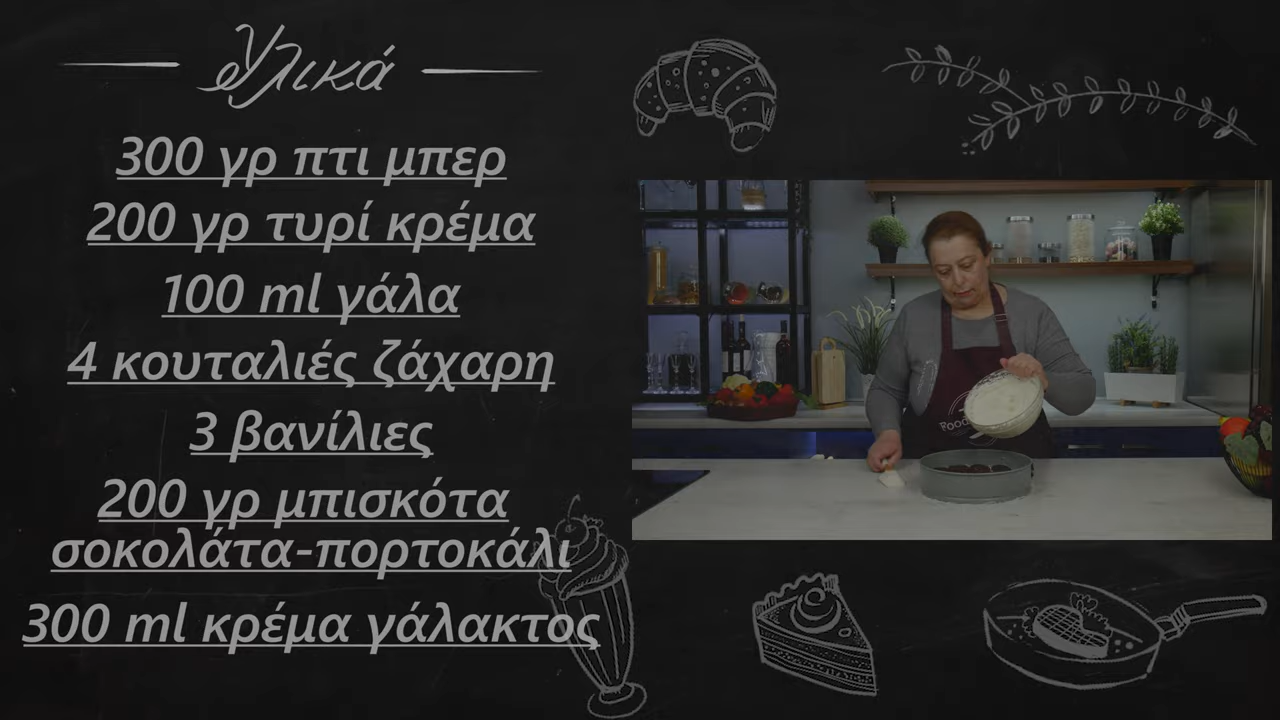 Υλικά
300 γρ πτι μπερ
200 γρ τυρί κρέμα
100 ml γάλα
4 κουταλιές ζάχαρη
3 βανίλιες
200 γρ μπισκότα
σοκολάτα-πορτοκάλι
300 ml κρέμα γάλακτος